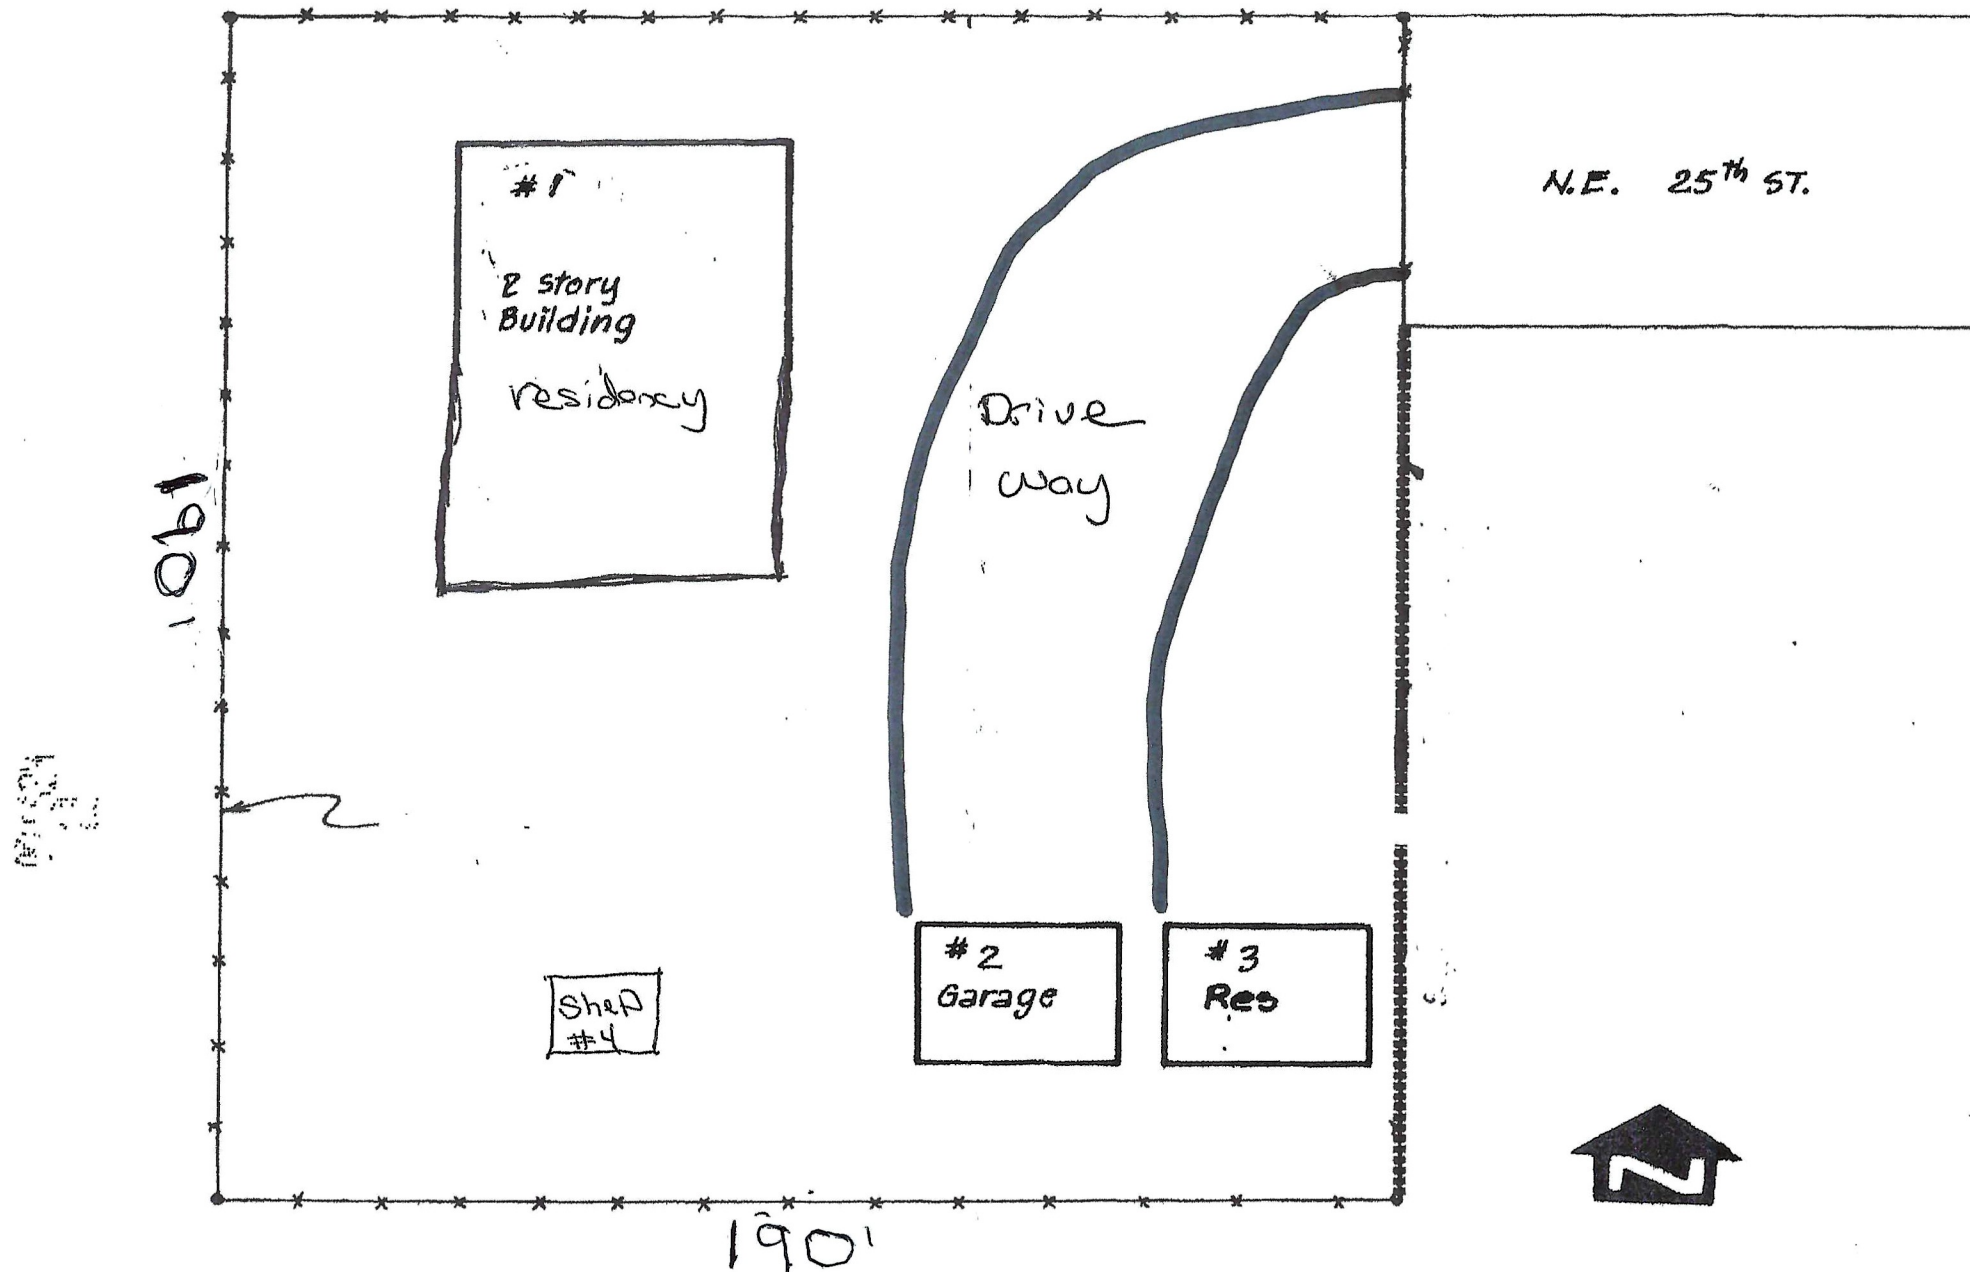 #1
2 story
Building
residency
N.E. 25th ST.
Drive
way
190'
#2
Garage
#3
Res
SheD
#4
N
190'